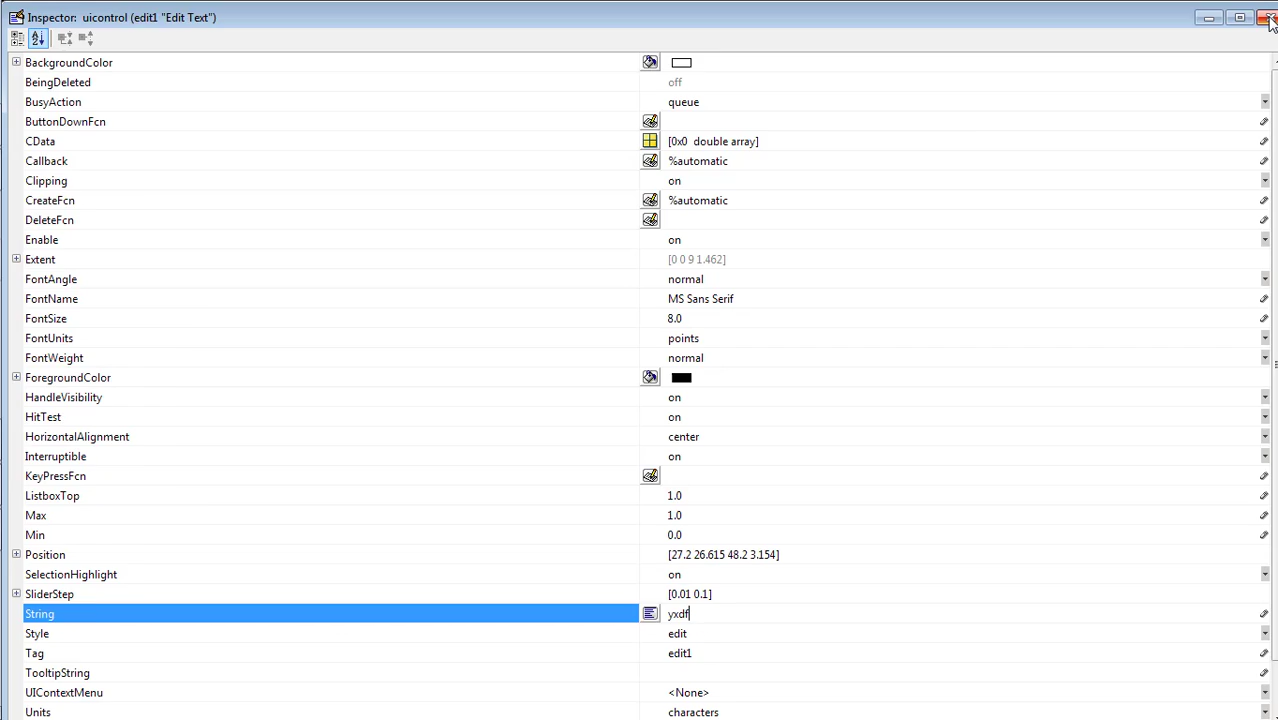 Inspector: uicontrol (edit1 "Edit Text")
BackgroundColor
BeingDeleted off
BusyAction queue
ButtonDownFcn
CData [0x0 double array]
Callback %automatic
Clipping on
CreateFcn %automatic
DeleteFcn
Enable on
Extent [0 0 9 1.462]
FontAngle normal
FontName MS Sans Serif
FontSize 8.0
FontUnits points
FontWeight normal
ForegroundColor
HandleVisibility on
HitTest on
HorizontalAlignment center
Interruptible on
KeyPressFcn
ListboxTop 1.0
Max 1.0
Min 0.0
Position [27.2 26.615 48.2 3.154]
SelectionHighlight on
SliderStep [0.01 0.1]
String yxdf
Style edit
Tag edit1
TooltipString
UIContextMenu <None>
Units characters